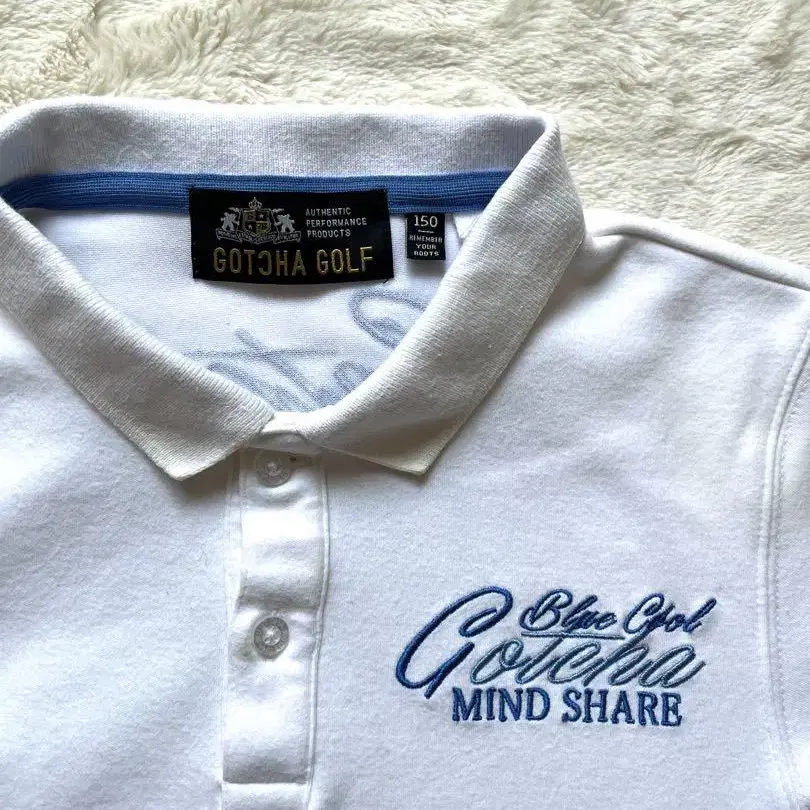 AUTHENTIC
PERFORMANCE
PRODUCTS
GOTCHA GOLF
150
REMEMBER
YOUR
ROOTS
Blue Cool
Gotcha
MIND SHARE